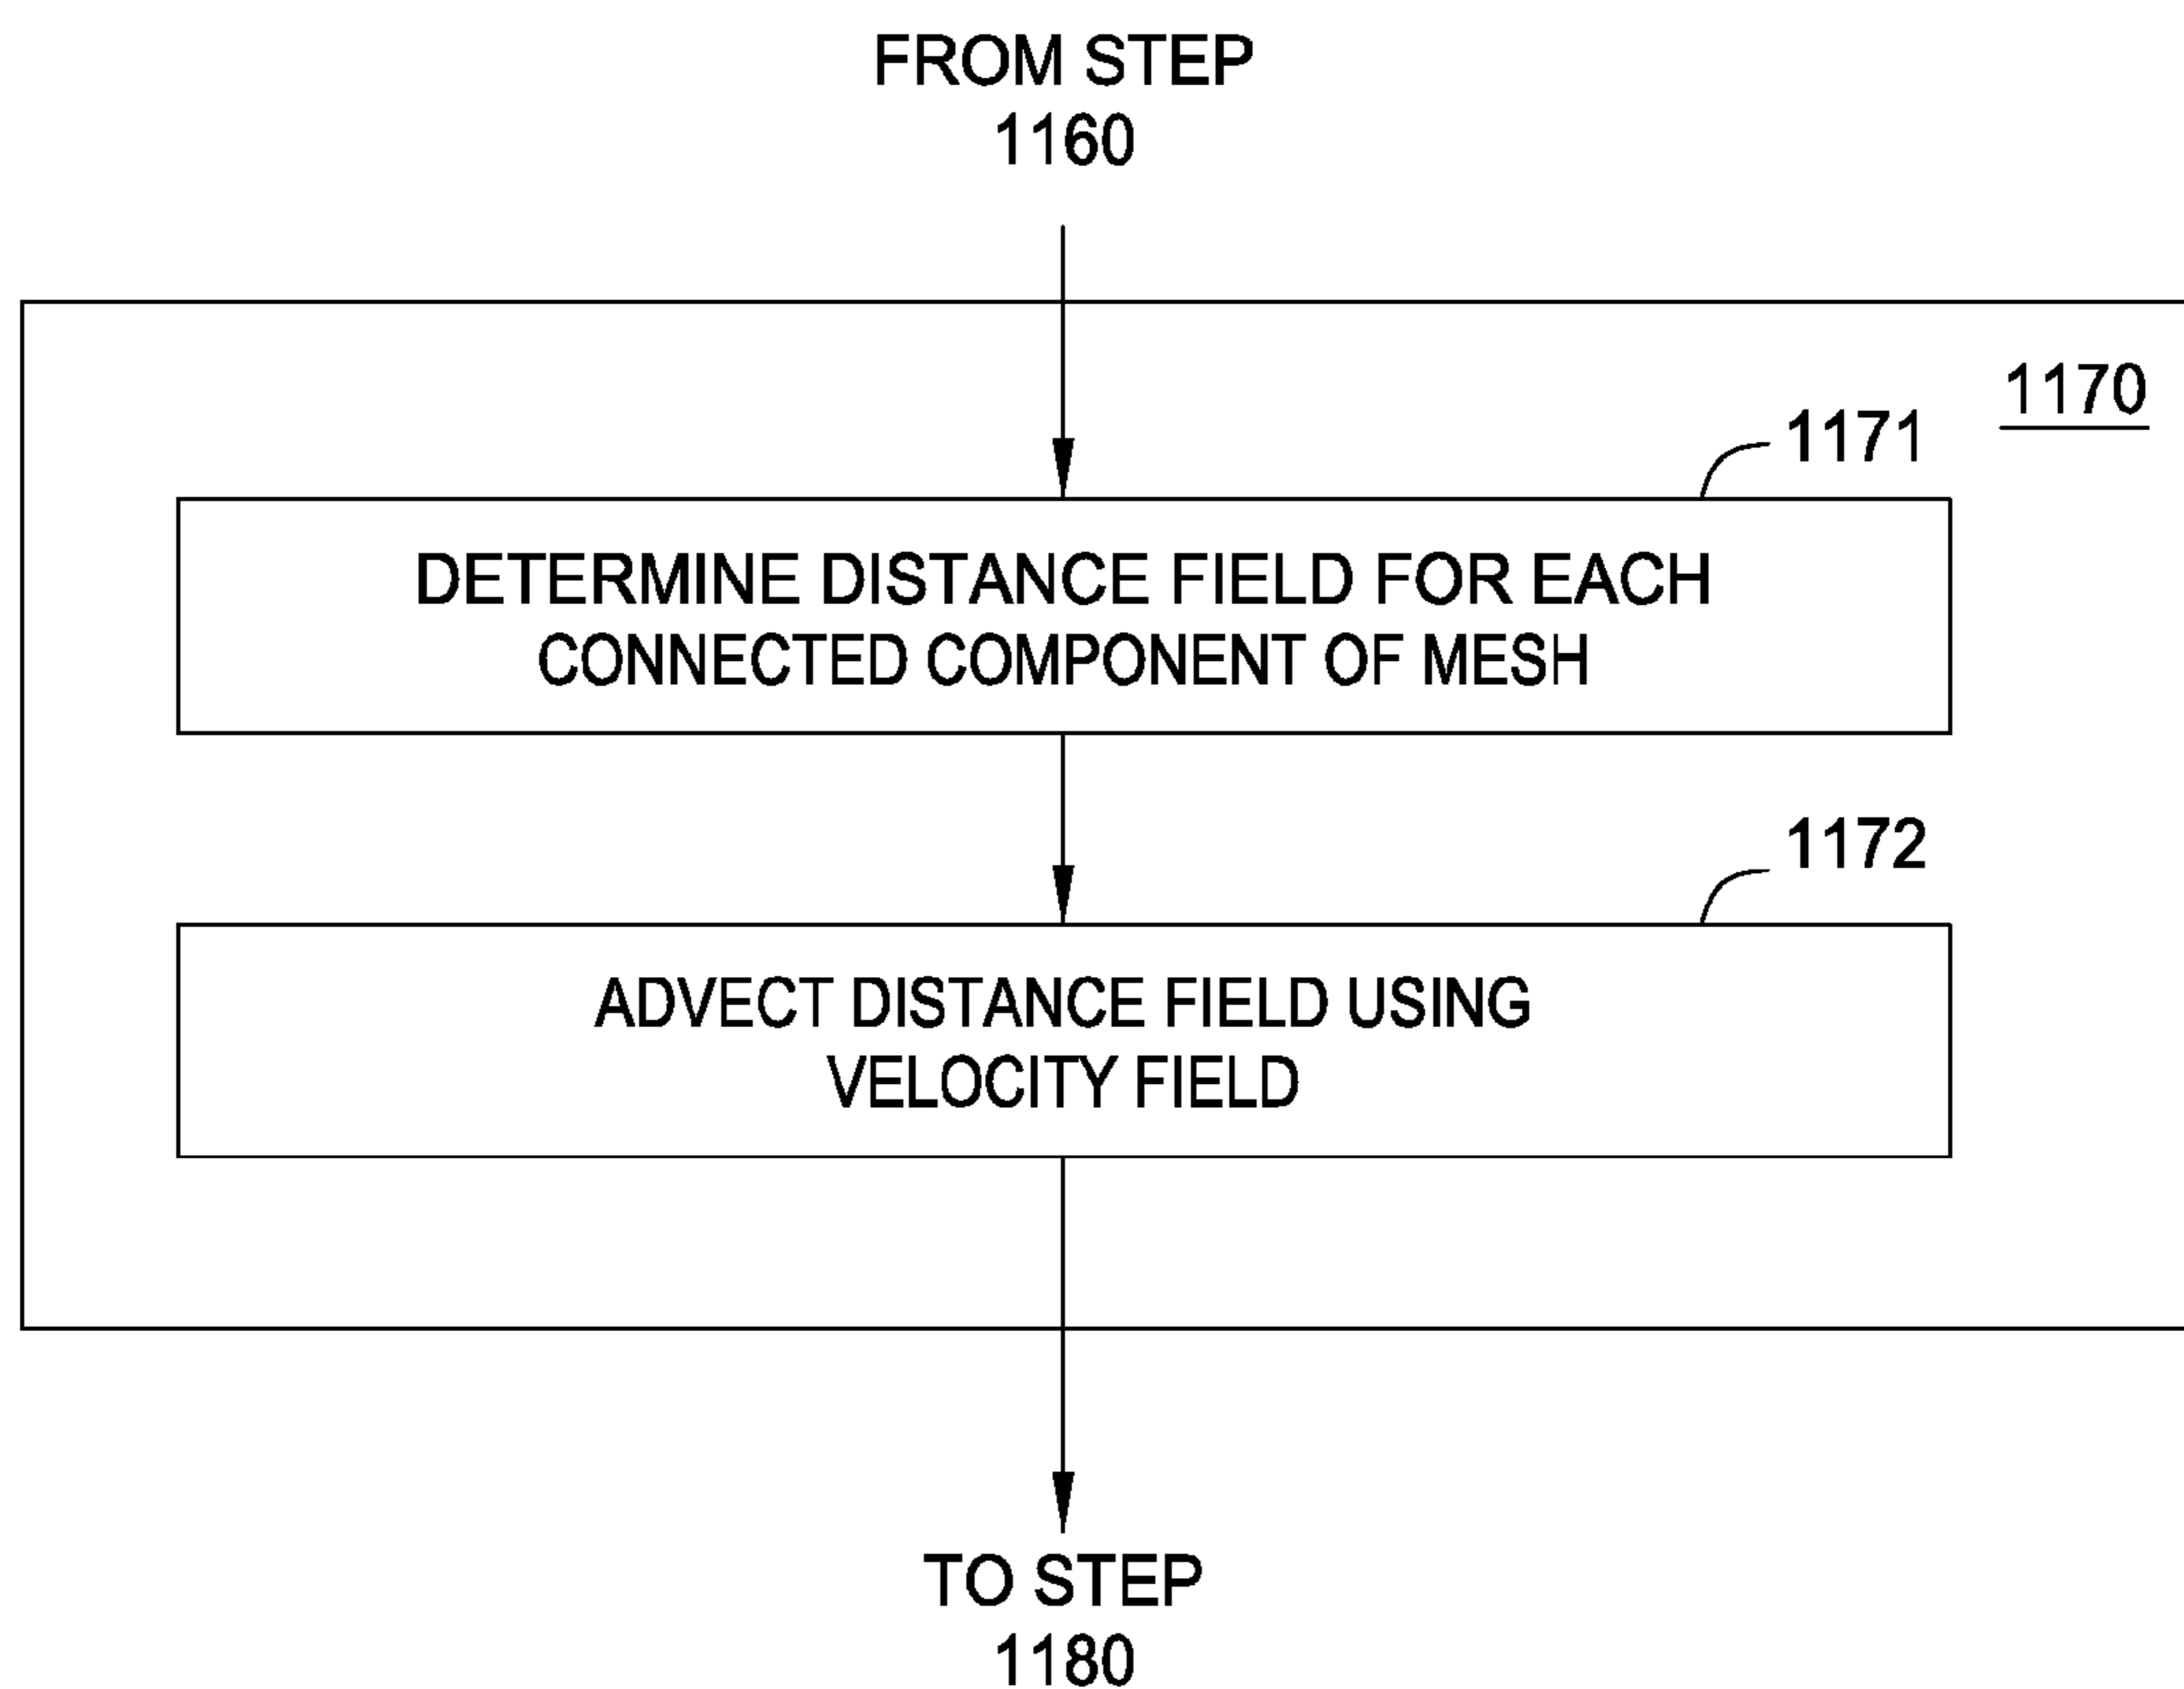 FROM STEP
1160
1170
1171
DETERMINE DISTANCE FIELD FOR EACH
CONNECTED COMPONENT OF MESH
1172
ADVECT DISTANCE FIELD USING
VELOCITY FIELD
TO STEP
1180